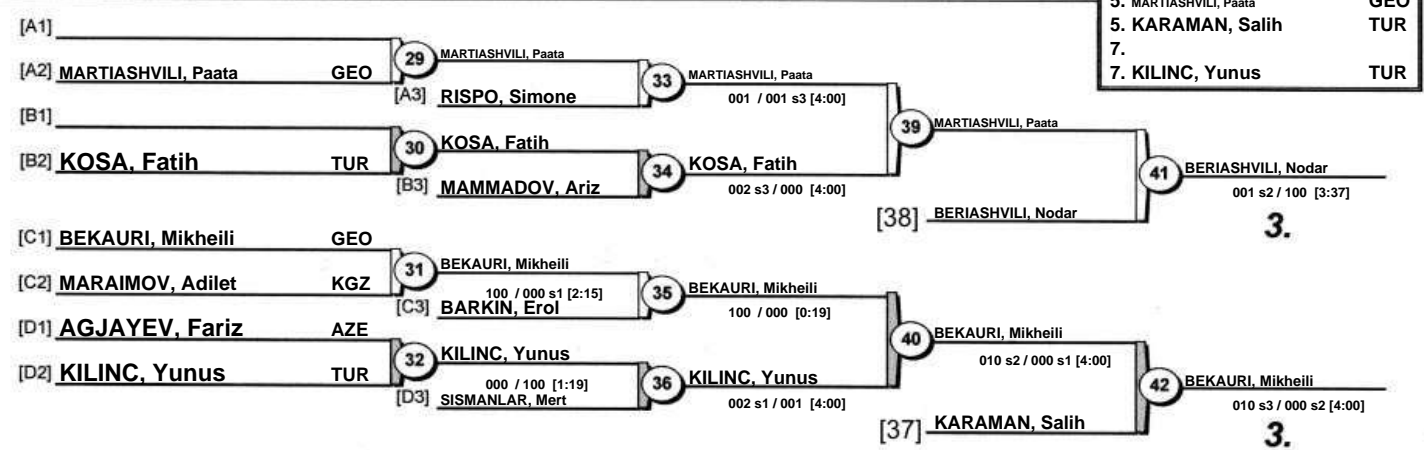 5. MARTIASHVILI, Paata GEO
5. KARAMAN, Salih TUR
7.
7. KILINC, Yunus TUR
[A1]
[A2] MARTIASHVILI, Paata GEO
29
MARTIASHVILI, Paata
[A3] RISPO, Simone
33
MARTIASHVILI, Paata
001 / 001 s3 [4:00]
[B1]
[B2] KOSA, Fatih TUR
30
KOSA, Fatih
[B3] MAMMADOV, Ariz
34
KOSA, Fatih
002 s3 / 000 [4:00]
39
MARTIASHVILI, Paata
[38] BERIASHVILI, Nodar
41
BERIASHVILI, Nodar
001 s2 / 100 [3:37]
3.
[C1] BEKAURI, Mikheili GEO
[C2] MARAIMOV, Adilet KGZ
31
BEKAURI, Mikheili
100 / 000 s1 [2:15]
[C3] BARKIN, Erol
35
BEKAURI, Mikheili
100 / 000 [0:19]
[D1] AGJAYEV, Fariz AZE
[D2] KILINC, Yunus TUR
32
KILINC, Yunus
000 / 100 [1:19]
[D3] SISMANLAR, Mert
36
KILINC, Yunus
002 s1 / 001 [4:00]
40
BEKAURI, Mikheili
010 s2 / 000 s1 [4:00]
[37] KARAMAN, Salih
42
BEKAURI, Mikheili
010 s3 / 000 s2 [4:00]
3.